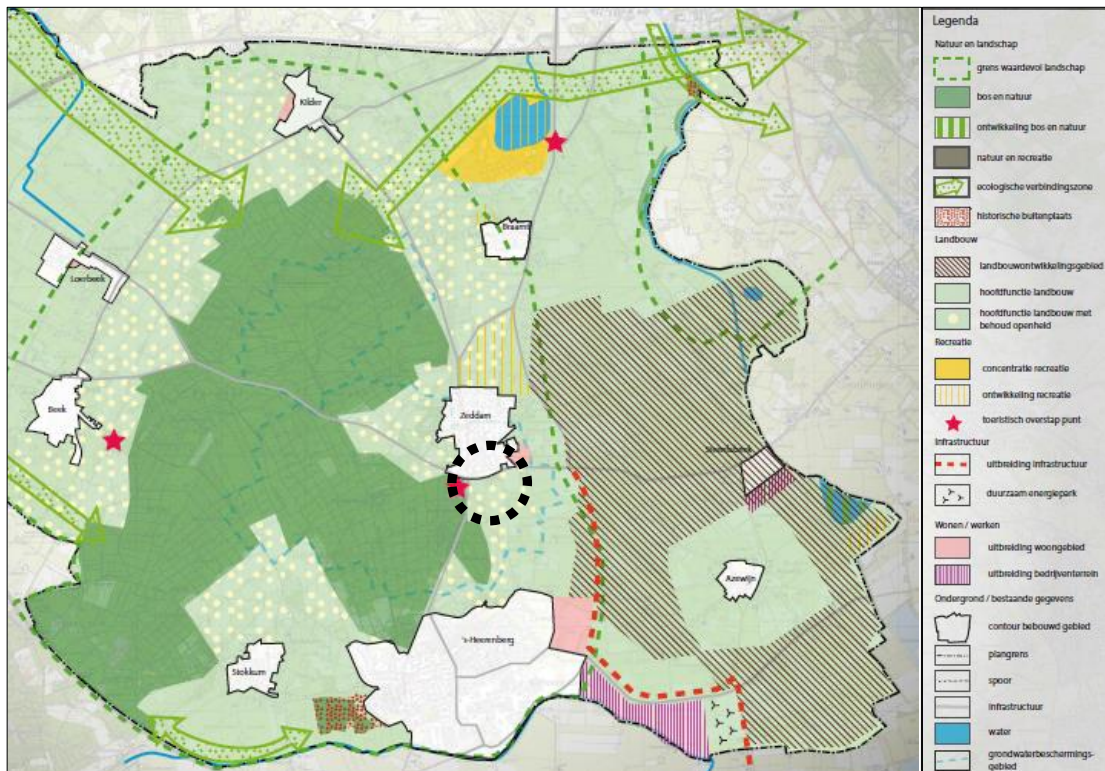 Kilder
Braamt
Loerbeek
Beek
Zeddam
Azewijn
's-Heerenberg
Stokkum
Legenda
Natuur en landschap
grens waardevol landschap
bos en natuur
ontwikkeling bos en natuur
natuur en recreatie
ecologische verbindingszone
historische buitenplaats
Landbouw
landbouwontwikkelingsgebied
hoofdfunctie landbouw
hoofdfunctie landbouw met
behoud openheid
Recreatie
concentratie recreatie
ontwikkeling recreatie
toeristisch overstap punt
Infrastructuur
uitbreiding infrastructuur
duurzaam energiepark
Wonen / werken
uitbreiding woongebied
uitbreiding bedrijventerrein
Ondergrond / bestaande gegevens
contour bebouwd gebied
plangrens
spoor
infrastructuur
water
grondwaterbeschermings-
gebied